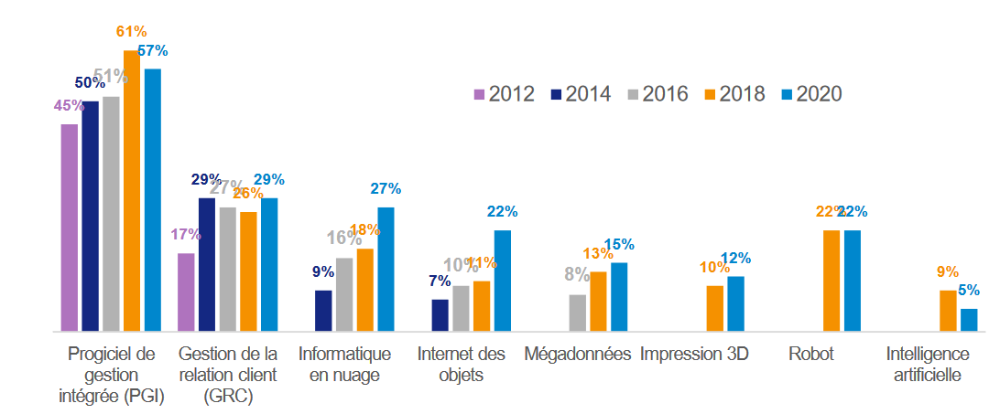 61%
57%
50%
51%
45%
2012 2014 2016 2018 2020
29%
27%
26%
29%
17%
27%
18%
16%
9%
22%
11%
10%
7%
15%
13%
8%
12%
10%
22%
22%
9%
5%
Progiciel de
gestion
intégrée (PGI)
Gestion de la
relation client
(GRC)
Informatique
en nuage
Internet des
objets
Mégadonnées
Impression 3D
Robot
Intelligence
artificielle